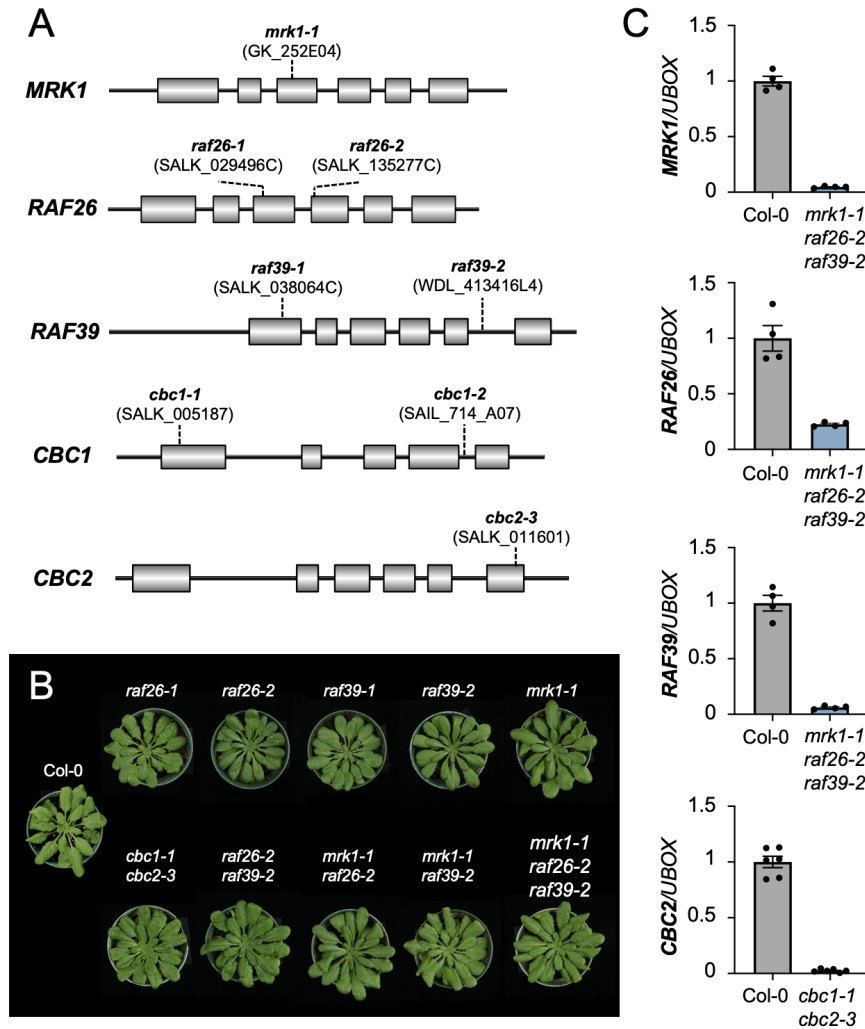 A
mrk1-1
(GK_252E04)
MRK1
raf26-1 raf26-2
(SALK_029496C) (SALK_135277C)
RAF26
raf39-1 raf39-2
(SALK_038064C) (WDL_413416L4)
RAF39
cbc1-1 cbc1-2
(SALK_005187) (SAIL_714_A07)
CBC1
cbc2-3
(SALK_011601)
CBC2
B
raf26-1 raf26-2 raf39-1 raf39-2 mrk1-1
Col-0
cbc1-1 raf26-2 mrk1-1 mrk1-1 mrk1-1
cbc2-3 raf39-2 raf26-2 raf39-2 raf26-2
raf39-2
C
MRK1/UBOX
1.5
1
0.5
0
Col-0 mrk1-1
raf26-2
raf39-2
RAF26/UBOX
1.5
1
0.5
0
Col-0 mrk1-1
raf26-2
raf39-2
RAF39/UBOX
1.5
1
0.5
0
Col-0 mrk1-1
raf26-2
raf39-2
CBC2/UBOX
1.5
1
0.5
0
Col-0 cbc1-1
cbc2-3